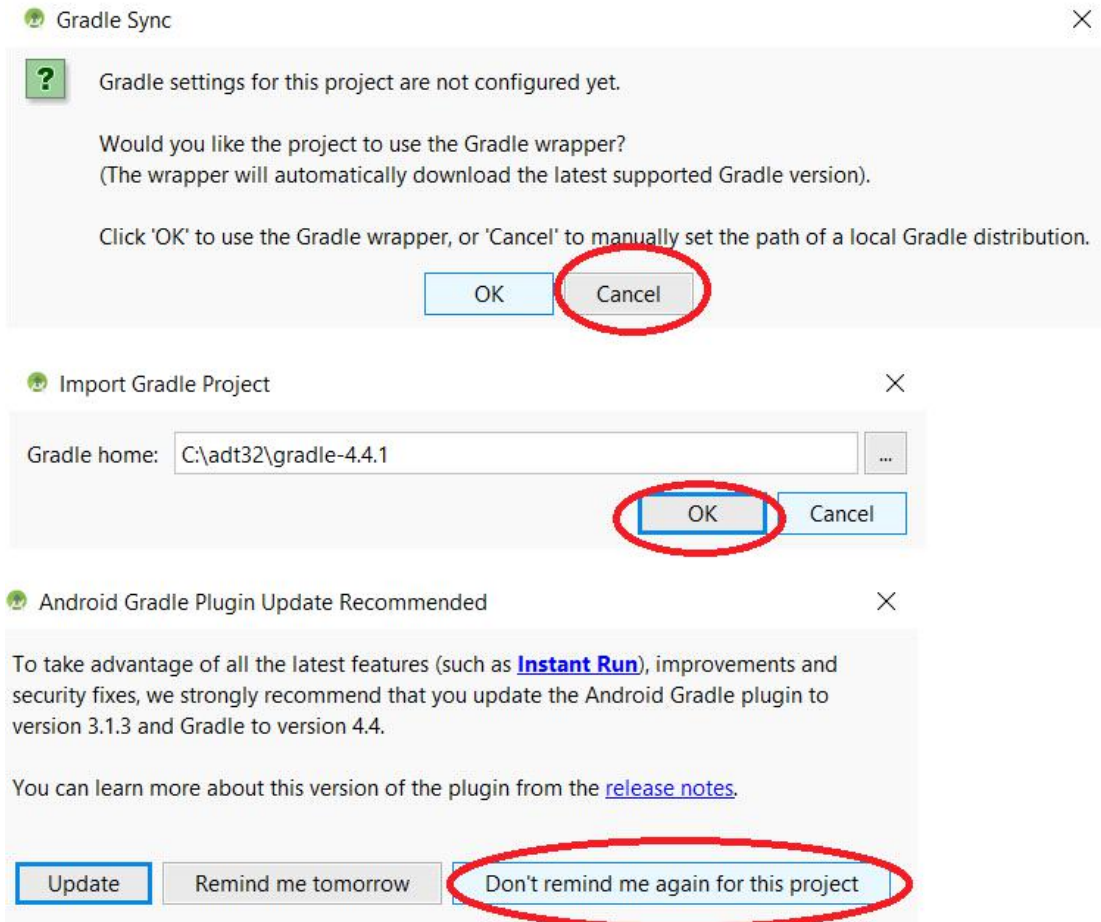 Gradle Sync
?
Gradle settings for this project are not configured yet.
Would you like the project to use the Gradle wrapper?
(The wrapper will automatically download the latest supported Gradle version).
Click 'OK' to use the Gradle wrapper, or 'Cancel' to manually set the path of a local Gradle distribution.
OK Cancel
Import Gradle Project
Gradle home: C:\adt32\gradle-4.4.1 ...
OK Cancel
Android Gradle Plugin Update Recommended
To take advantage of all the latest features (such as Instant Run), improvements and
security fixes, we strongly recommend that you update the Android Gradle plugin to
version 3.1.3 and Gradle to version 4.4.
You can learn more about this version of the plugin from the release notes.
Update Remind me tomorrow Don't remind me again for this project